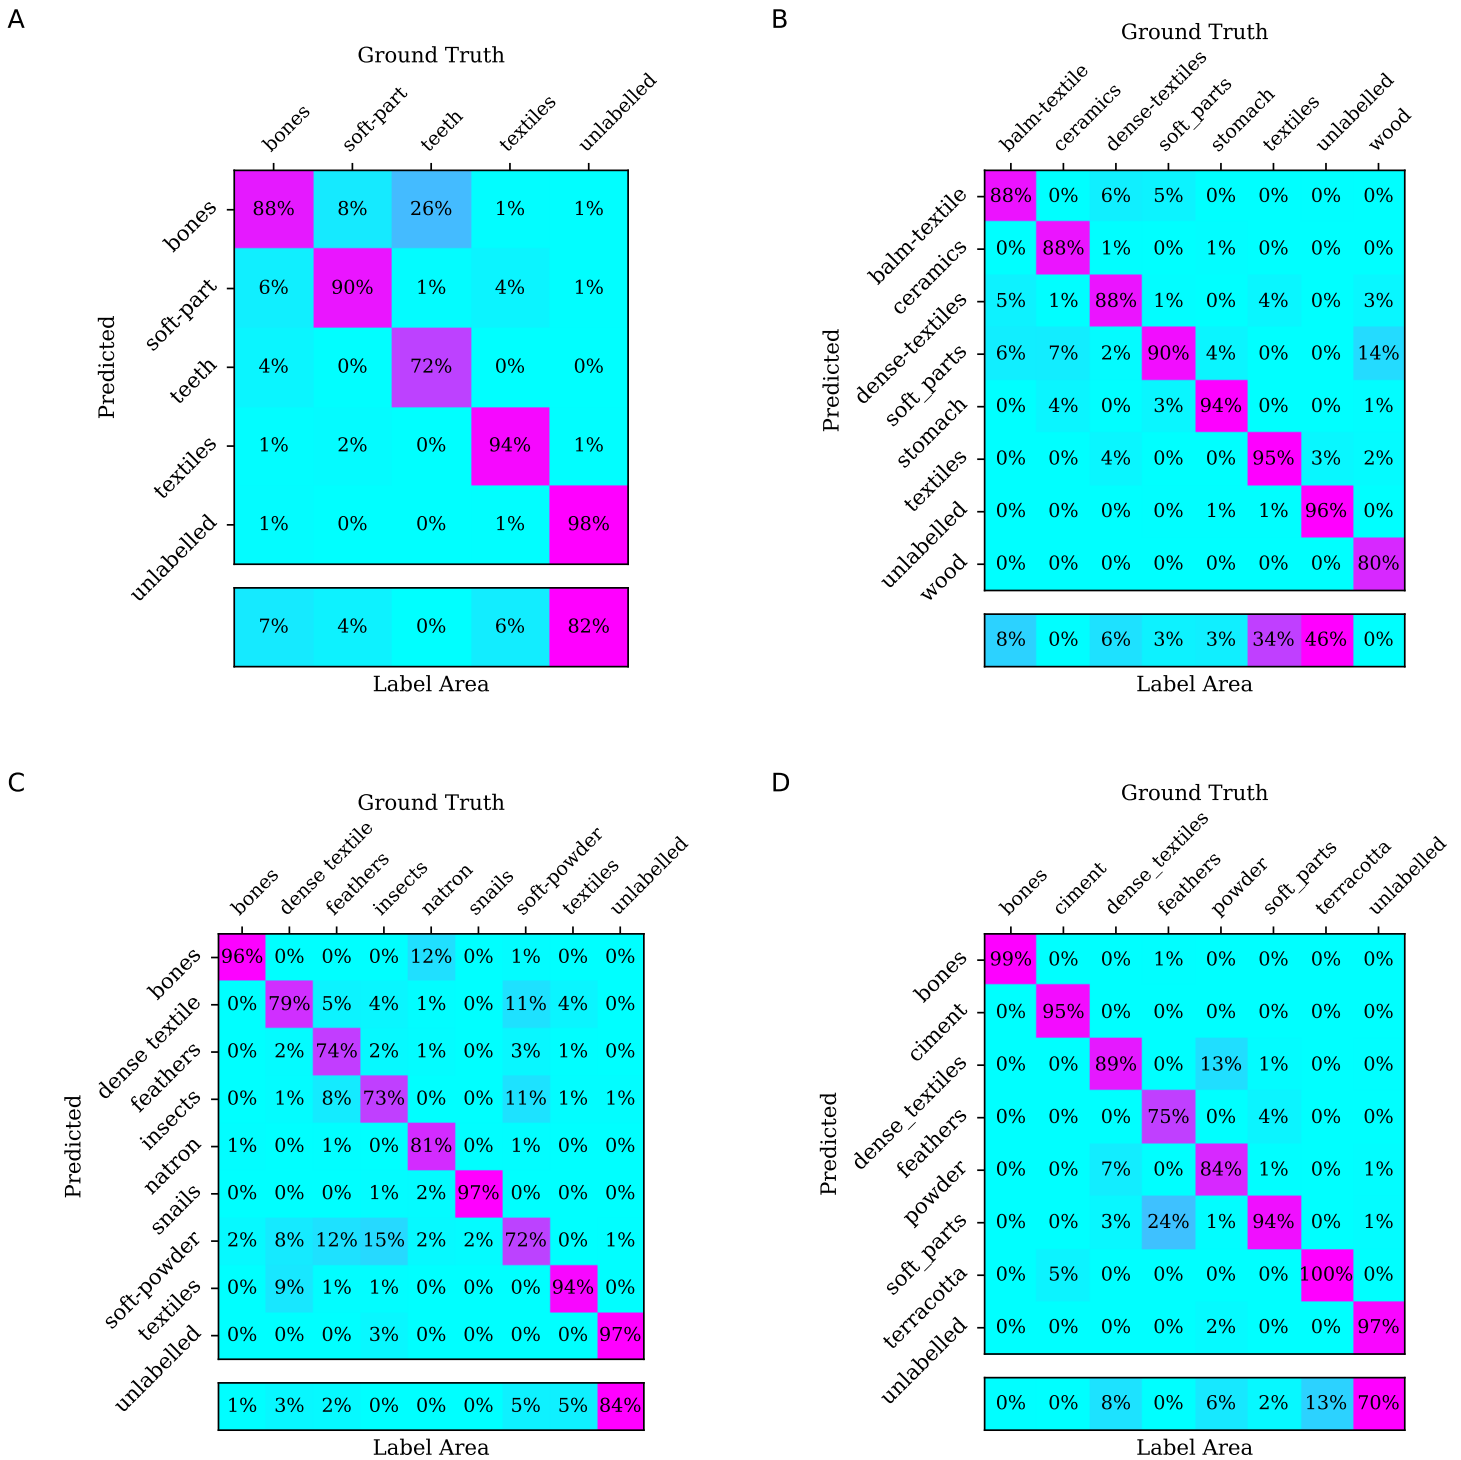 A
Ground Truth
bones soft-part teeth textiles unlabelled
Predicted
bones 88% 8% 26% 1% 1%
soft-part 6% 90% 1% 4% 1%
teeth 4% 0% 72% 0% 0%
textiles 1% 2% 0% 94% 1%
unlabelled 1% 0% 0% 1% 98%
7% 4% 0% 6% 82%
Label Area
B
Ground Truth
balm-textile ceramics dense-textiles soft_parts stomach textiles unlabelled wood
Predicted
balm-textile 88% 0% 6% 5% 0% 0% 0% 0%
ceramics 0% 88% 1% 0% 1% 0% 0% 0%
dense-textiles 5% 1% 88% 1% 0% 4% 0% 3%
soft_parts 6% 7% 2% 90% 4% 0% 0% 14%
stomach 0% 4% 0% 3% 94% 0% 0% 1%
textiles 0% 0% 4% 0% 0% 95% 3% 2%
unlabelled 0% 0% 0% 0% 1% 1% 96% 0%
wood 0% 0% 0% 0% 0% 0% 0% 80%
8% 0% 6% 3% 3% 34% 46% 0%
Label Area
C
Ground Truth
bones dense textile feathers insects natron snails soft-powder textiles unlabelled
Predicted
bones 96% 0% 0% 0% 12% 0% 1% 0% 0%
dense textile 0% 79% 5% 4% 1% 0% 11% 4% 0%
feathers 0% 2% 74% 2% 1% 0% 3% 1% 0%
insects 0% 1% 8% 73% 0% 0% 11% 1% 1%
natron 1% 0% 1% 0% 81% 0% 1% 0% 0%
snails 0% 0% 0% 1% 2% 97% 0% 0% 0%
soft-powder 2% 8% 12% 15% 2% 2% 72% 0% 1%
textiles 0% 9% 1% 1% 0% 0% 0% 94% 0%
unlabelled 0% 0% 0% 3% 0% 0% 0% 0% 97%
1% 3% 2% 0% 0% 0% 5% 5% 84%
Label Area
D
Ground Truth
bones ciment dense_textiles feathers powder soft_parts terracotta unlabelled
Predicted
bones 99% 0% 0% 1% 0% 0% 0% 0%
ciment 0% 95% 0% 0% 0% 0% 0% 0%
dense_textiles 0% 0% 89% 0% 13% 1% 0% 0%
feathers 0% 0% 0% 75% 0% 4% 0% 0%
powder 0% 0% 7% 0% 84% 1% 0% 1%
soft_parts 0% 0% 3% 24% 1% 94% 0% 1%
terracotta 0% 5% 0% 0% 0% 0% 100% 0%
unlabelled 0% 0% 0% 0% 2% 0% 0% 97%
0% 0% 8% 0% 6% 2% 13% 70%
Label Area